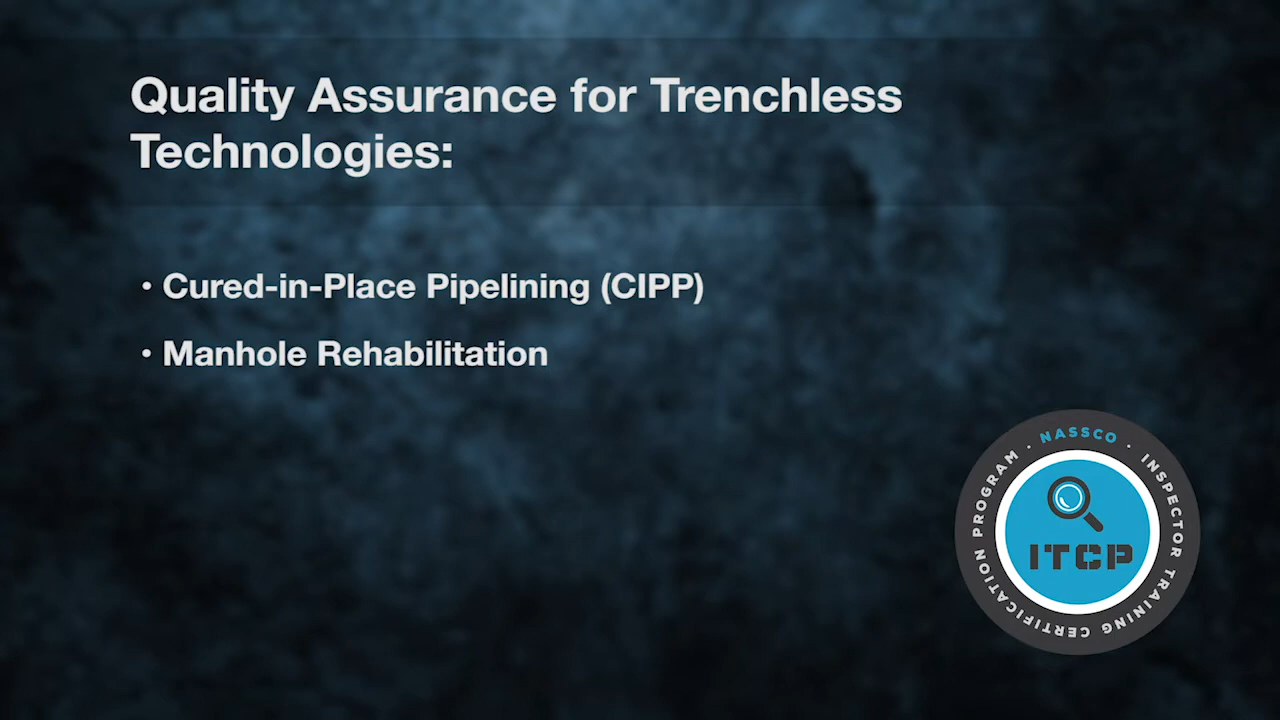 Quality Assurance for Trenchless
Technologies:
• Cured-in-Place Pipelining (CIPP)
• Manhole Rehabilitation
· NASSCO · INSPECTOR TRAINING CERTIFICATION PROGRAM
ITCP